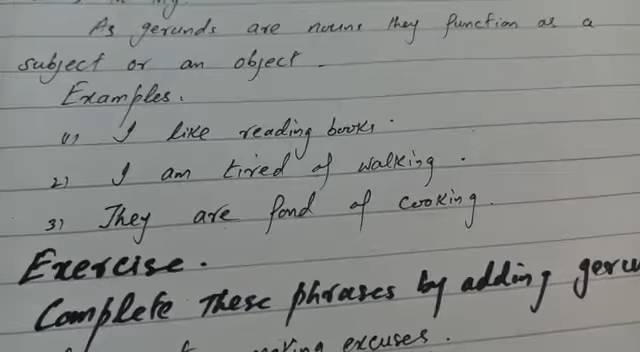 As gerunds are nouns they function as a
subject or an object.
Examples.
1) I like reading books.
2) I am tired of walking.
3) They are fond of cooking.
Exercise.
Complete These phrases by adding
excuses.